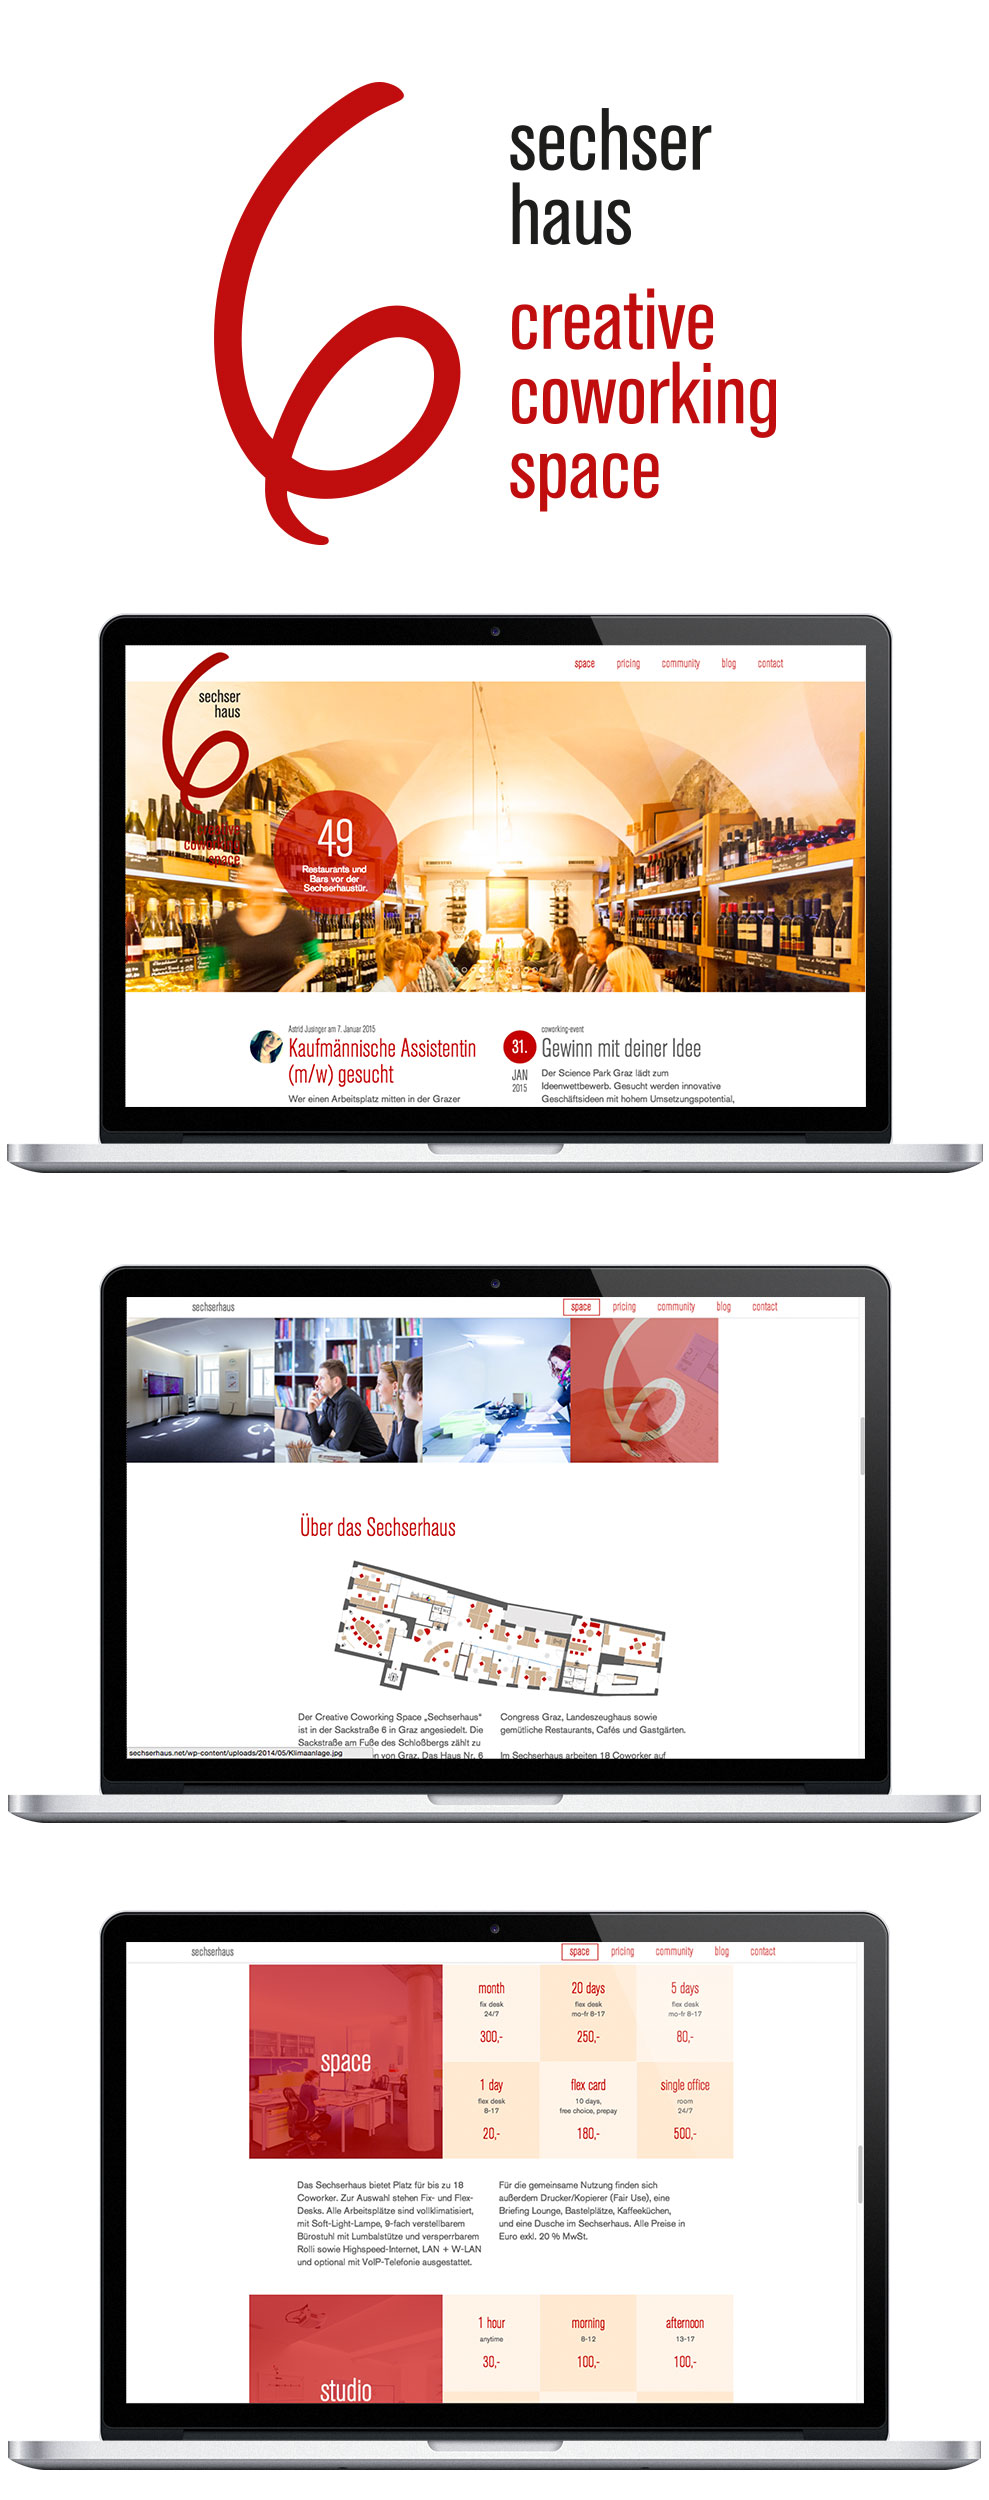 sechser
haus
creative
coworking
space
space pricing community blog contact
sechser
haus
creative
coworking
space
49
Restaurants und
Bars vor der
Sechserhaustür.
Astrid Jusinger am 7. Januar 2015
Kaufmännische Assistentin
(m/w) gesucht
Wer einen Arbeitsplatz mitten in der Grazer
31.
JAN
2015
coworking-event
Gewinn mit deiner Idee
Der Science Park Graz lädt zum
Ideenwettbewerb. Gesucht werden innovative
Geschäftsideen mit hohem Umsetzungspotential,
sechserhaus space pricing community blog contact
Über das Sechserhaus
Der Creative Coworking Space „Sechserhaus“
ist in der Sackstraße 6 in Graz angesiedelt. Die
Sackstraße am Fuße des Schloßbergs zählt zu
n von Graz. Das Haus Nr. 6
Congress Graz, Landeszeughaus sowie
gemütliche Restaurants, Cafés und Gastgärten.
Im Sechserhaus arbeiten 18 Coworker auf
sechserhaus.net/wp-content/uploads/2014/05/Klimaanlage.jpg
sechserhaus space pricing community blog contact
space
month
fix desk
24/7
300,-
20 days
flex desk
mo-fr 8-17
250,-
5 days
flex desk
mo-fr 8-17
80,-
1 day
flex desk
8-17
20,-
flex card
10 days,
free choice, prepay
180,-
single office
room
24/7
500,-
Das Sechserhaus bietet Platz für bis zu 18
Coworker. Zur Auswahl stehen Fix- und Flex-
Desks. Alle Arbeitsplätze sind vollklimatisiert,
mit Soft-Light-Lampe, 9-fach verstellbarem
Bürostuhl mit Lumbalstütze und versperrbarem
Rolli sowie Highspeed-Internet, LAN + W-LAN
und optional mit VoIP-Telefonie ausgestattet.
Für die gemeinsame Nutzung finden sich
außerdem Drucker/Kopierer (Fair Use), eine
Briefing Lounge, Bastelplätze, Kaffeeküchen,
und eine Dusche im Sechserhaus. Alle Preise in
Euro exkl. 20 % MwSt.
studio
1 hour
anytime
30,-
morning
8-12
100,-
afternoon
13-17
100,-